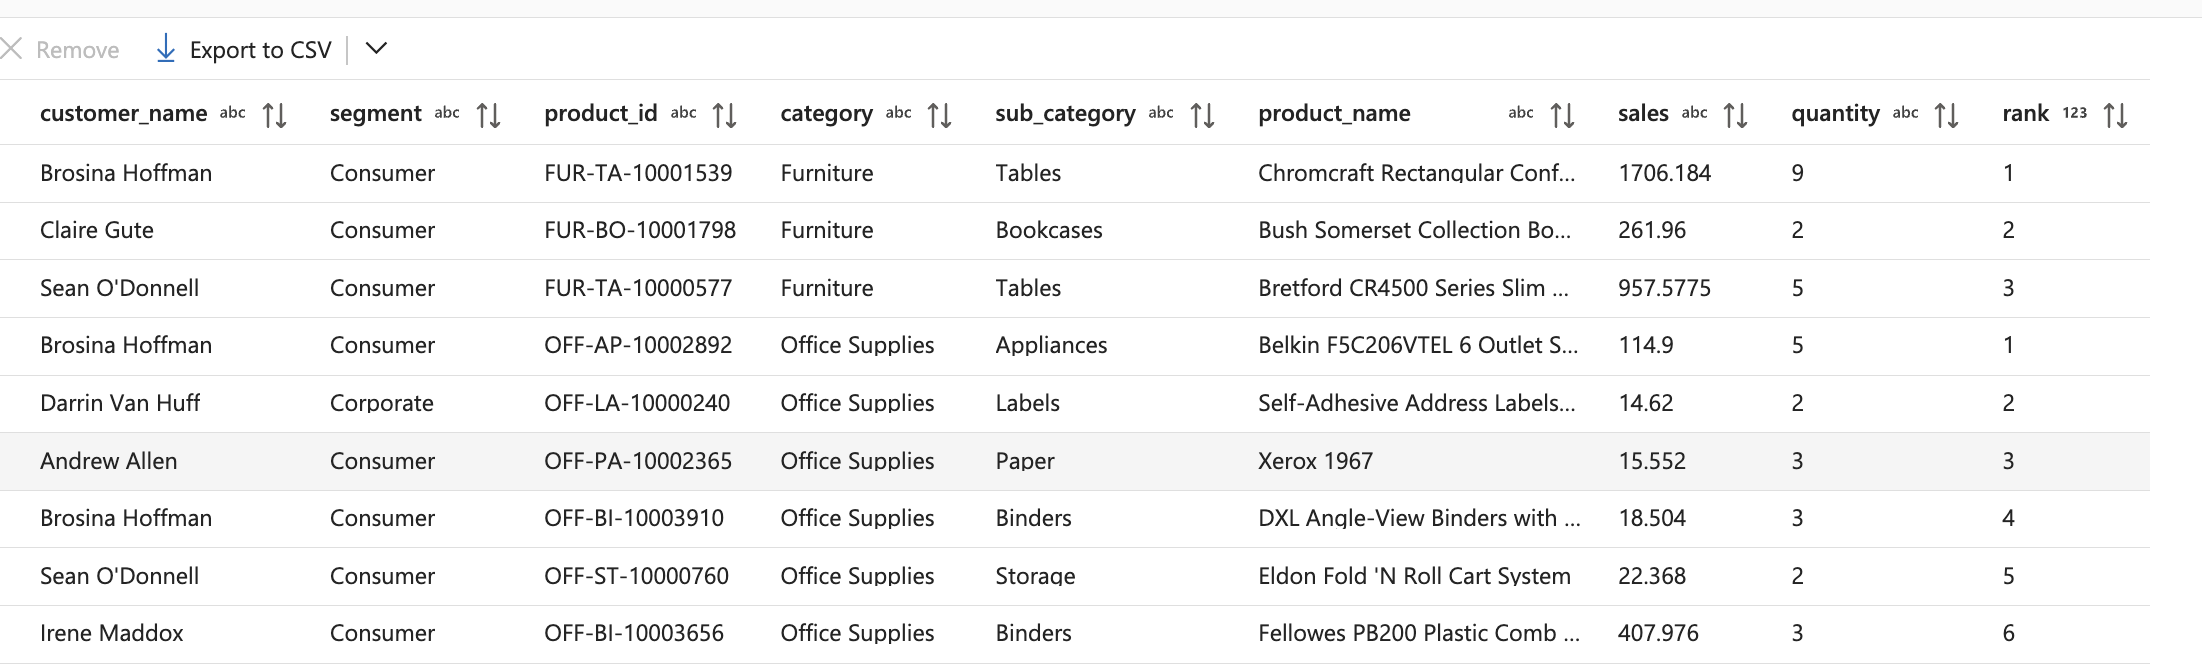 Remove Export to CSV
customer_name abc segment abc product_id abc category abc sub_category abc product_name abc sales abc quantity abc rank 123
Brosina Hoffman Consumer FUR-TA-10001539 Furniture Tables Chromcraft Rectangular Conf... 1706.184 9 1
Claire Gute Consumer FUR-BO-10001798 Furniture Bookcases Bush Somerset Collection Bo... 261.96 2 2
Sean O'Donnell Consumer FUR-TA-10000577 Furniture Tables Bretford CR4500 Series Slim ... 957.5775 5 3
Brosina Hoffman Consumer OFF-AP-10002892 Office Supplies Appliances Belkin F5C206VTEL 6 Outlet S... 114.9 5 1
Darrin Van Huff Corporate OFF-LA-10000240 Office Supplies Labels Self-Adhesive Address Labels... 14.62 2 2
Andrew Allen Consumer OFF-PA-10002365 Office Supplies Paper Xerox 1967 15.552 3 3
Brosina Hoffman Consumer OFF-BI-10003910 Office Supplies Binders DXL Angle-View Binders with ... 18.504 3 4
Sean O'Donnell Consumer OFF-ST-10000760 Office Supplies Storage Eldon Fold 'N Roll Cart System 22.368 2 5
Irene Maddox Consumer OFF-BI-10003656 Office Supplies Binders Fellowes PB200 Plastic Comb ... 407.976 3 6